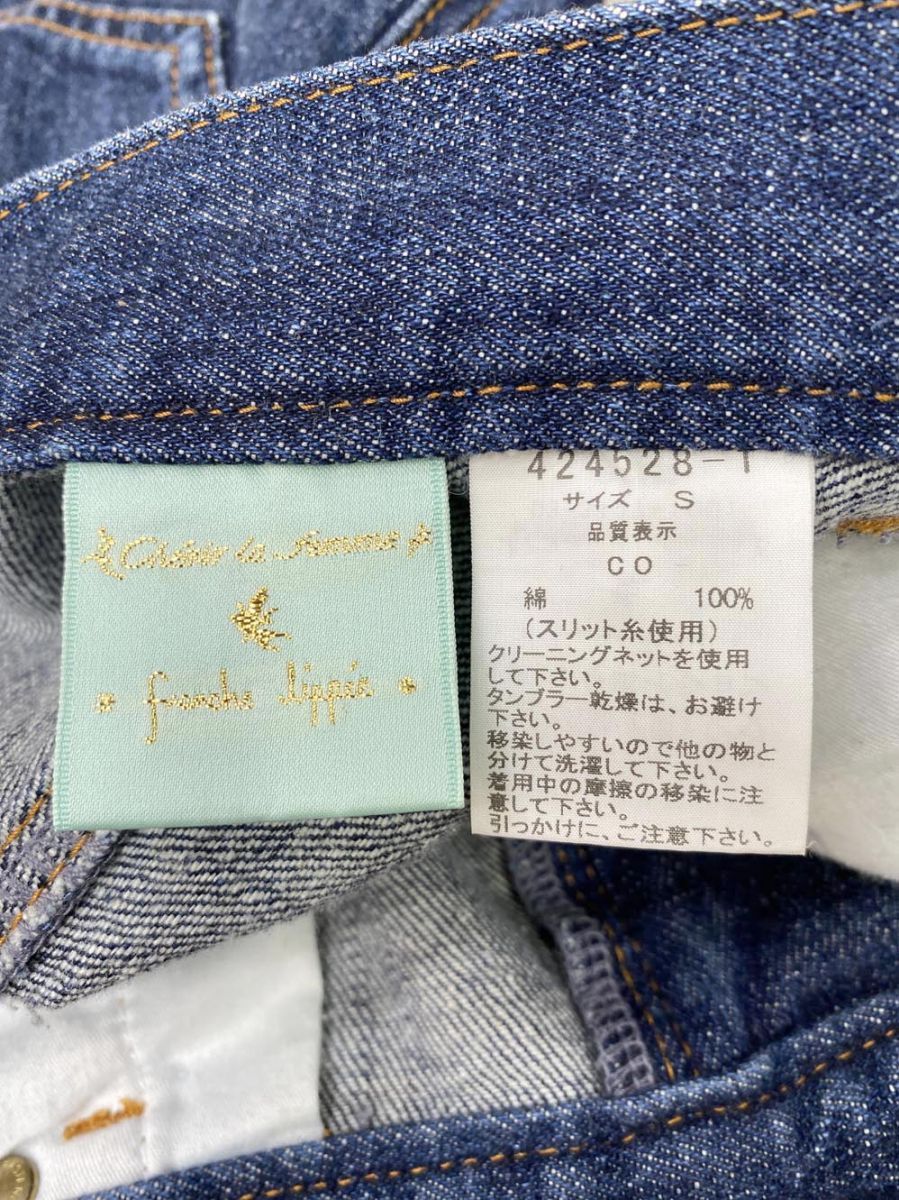 Chérir la femme
franche lippée
424528-1
サイズ S
品質表示
CO
綿 100%
(スリット糸使用)
クリーニングネットを使用
して下さい。
タンブラー乾燥は、お避け
下さい。
移染しやすいので他の物と
分けて洗濯して下さい。
着用中の摩擦の移染に注
意して下さい。
引っかけに、ご注意下さい。